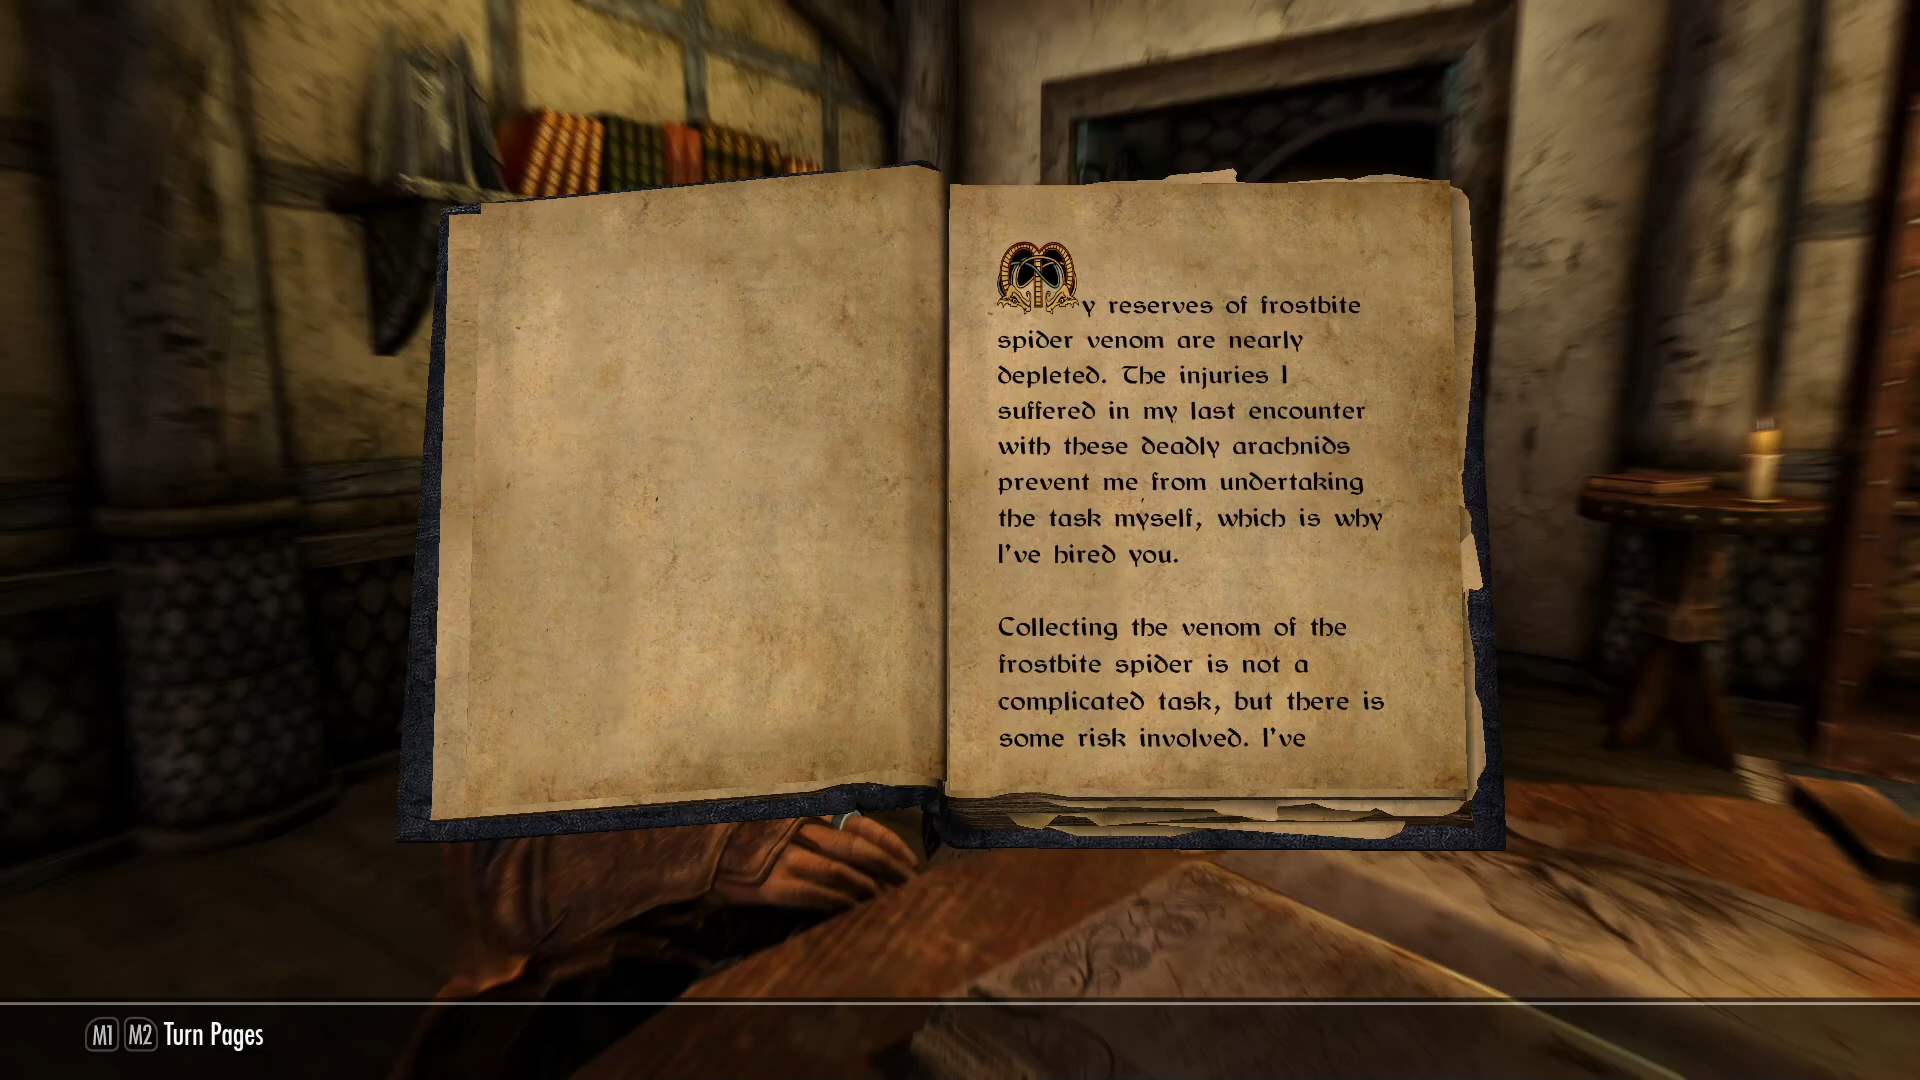 My reserves of frostbite
spider venom are nearly
depleted. The injuries I
suffered in my last encounter
with these deadly arachnids
prevent me from undertaking
the task myself, which is why
I've hired you.
Collecting the venom of the
frostbite spider is not a
complicated task, but there is
some risk involved. I've
M1 M2 Turn Pages